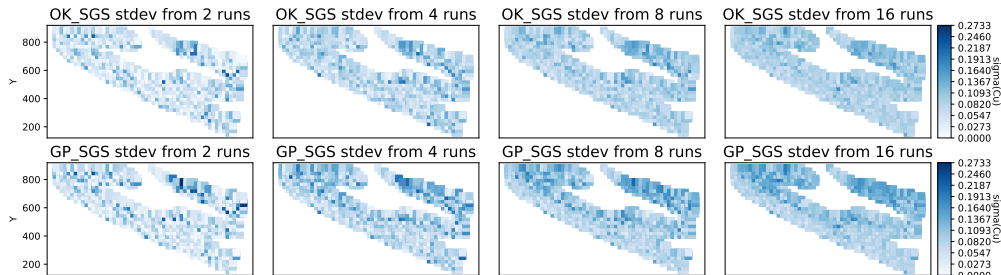 OK_SGS stdev from 2 runs
OK_SGS stdev from 4 runs
OK_SGS stdev from 8 runs
OK_SGS stdev from 16 runs
800
600
400
200
Y
0.2733
0.2460
0.2187
0.1913
0.1640
0.1367
0.1093
0.0820
0.0547
0.0273
0.0000
sigma(Cu)
GP_SGS stdev from 2 runs
GP_SGS stdev from 4 runs
GP_SGS stdev from 8 runs
GP_SGS stdev from 16 runs
800
600
400
200
Y
0.2733
0.2460
0.2187
0.1913
0.1640
0.1367
0.1093
0.0820
0.0547
0.0273
sigma(Cu)